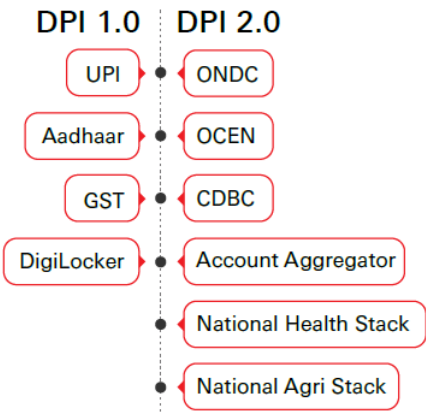 DPI 1.0 DPI 2.0
UPI ONDC
Aadhaar OCEN
GST CDBC
DigiLocker Account Aggregator
National Health Stack
National Agri Stack